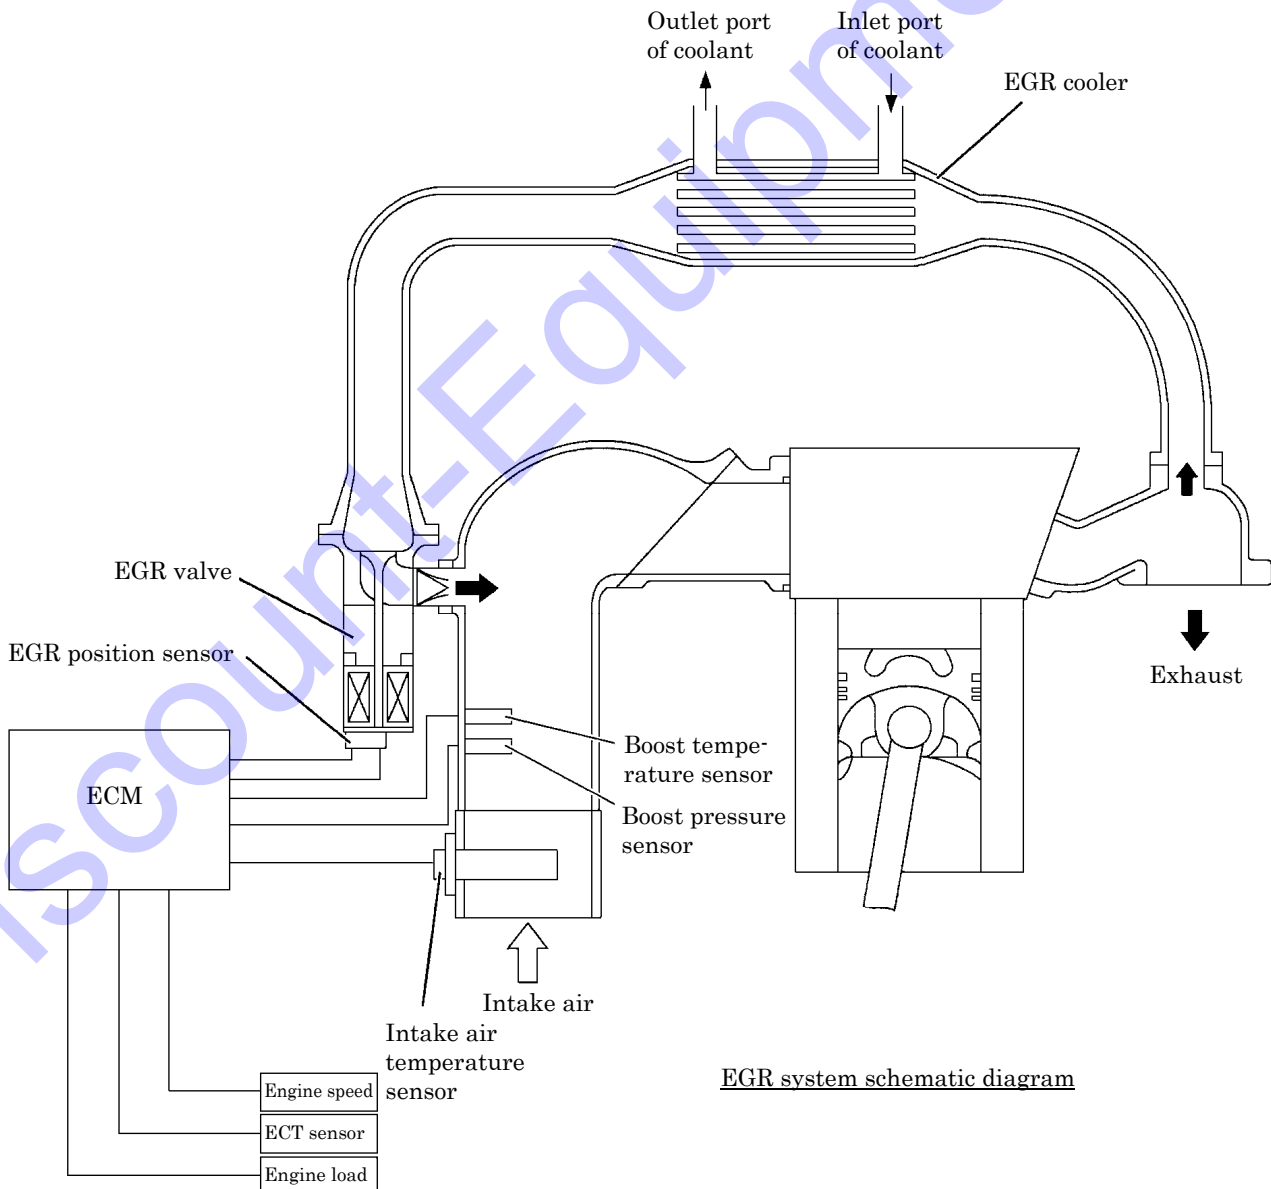 Outlet port
of coolant
Inlet port
of coolant
EGR cooler
EGR valve
EGR position sensor
Exhaust
Boost tempe-
rature sensor
ECM
Boost pressure
sensor
Intake air
Intake air
temperature
sensor
EGR system schematic diagram
Engine speed
ECT sensor
Engine load
iscount-Equipme